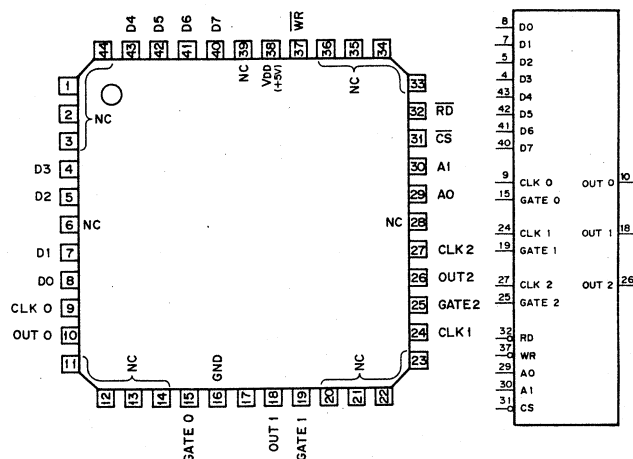 44 43 42 41 40 39 38 37 36 35 34
D4 D5 D6 D7 NC VDD (+5V) WR NC
1
2
3
NC
D3 4
D2 5
6 NC
D1 7
D0 8
CLK 0 9
OUT 0 10
11
33
32 RD
31 CS
30 A1
29 A0
NC 28
27 CLK2
26 OUT2
25 GATE2
24 CLK1
23
NC GND NC
12 13 14 15 16 17 18 19 20 21 22
GATE 0 OUT 1 GATE 1
8 D0
7 D1
5 D2
4 D3
43 D4
42 D5
41 D6
40 D7
9 CLK 0 OUT 0 10
15 GATE 0
24 CLK 1 OUT 1 18
19 GATE 1
27 CLK 2 OUT 2 26
25 GATE 2
32 RD
37 WR
29 A0
30 A1
31 CS